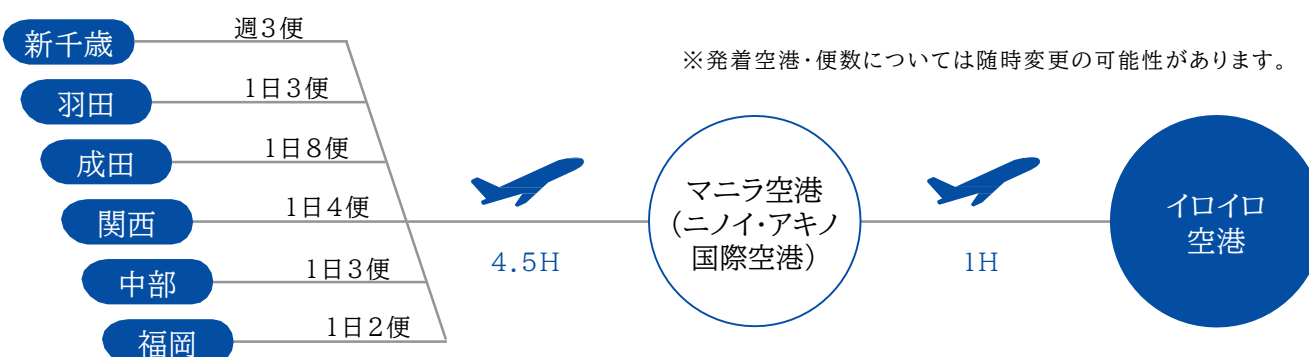 新千歳
週3便
※発着空港・便数については随時変更の可能性があります。
羽田
1日3便
成田
1日8便
関西
1日4便
中部
1日3便
福岡
1日2便
4.5H
マニラ空港
(ニノイ・アキノ
国際空港)
1H
イロイロ
空港